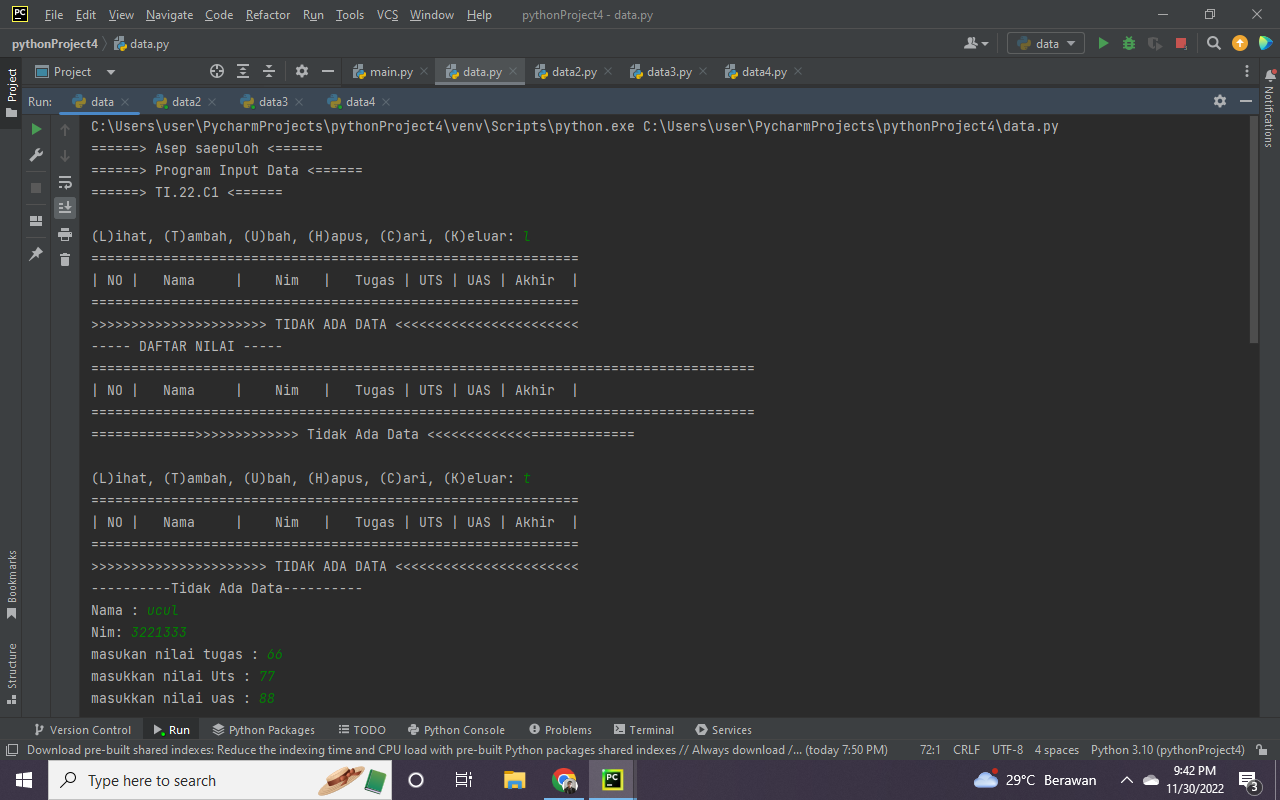 PC File Edit View Navigate Code Refactor Run Tools VCS Window Help pythonProject4 - data.py
pythonProject4 data.py data
Project main.py data.py data2.py data3.py data4.py
Run: data data2 data3 data4
Project
Notifications
C:\Users\user\PycharmProjects\pythonProject4\venv\Scripts\python.exe C:\Users\user\PycharmProjects\pythonProject4\data.py
======> Asep saepuloh <======
======> Program Input Data <======
======> TI.22.C1 <======
(L)ihat, (T)ambah, (U)bah, (H)apus, (C)ari, (K)eluar: l
=============================================================
| NO |   Nama     |    Nim   |   Tugas | UTS | UAS | Akhir  |
=============================================================
>>>>>>>>>>>>>>>>>>>>>> TIDAK ADA DATA <<<<<<<<<<<<<<<<<<<<<<<
----- DAFTAR NILAI -----
===================================================================================
| NO |   Nama     |    Nim   |   Tugas | UTS | UAS | Akhir  |
===================================================================================
=============>>>>>>>>>>>>> Tidak Ada Data <<<<<<<<<<<<<=============
(L)ihat, (T)ambah, (U)bah, (H)apus, (C)ari, (K)eluar: t
=============================================================
| NO |   Nama     |    Nim   |   Tugas | UTS | UAS | Akhir  |
=============================================================
>>>>>>>>>>>>>>>>>>>>>> TIDAK ADA DATA <<<<<<<<<<<<<<<<<<<<<<<
----------Tidak Ada Data----------
Nama : ucul
Nim: 3221333
masukan nilai tugas : 66
masukkan nilai Uts : 77
masukkan nilai uas : 88
Bookmarks
Structure
Version Control Run Python Packages TODO Python Console Problems Terminal Services
Download pre-built shared indexes: Reduce the indexing time and CPU load with pre-built Python packages shared indexes // Always download /... (today 7:50 PM) 72:1 CRLF UTF-8 4 spaces Python 3.10 (pythonProject4)
Type here to search PC 29°C Berawan 9:42 PM
11/30/2022 3